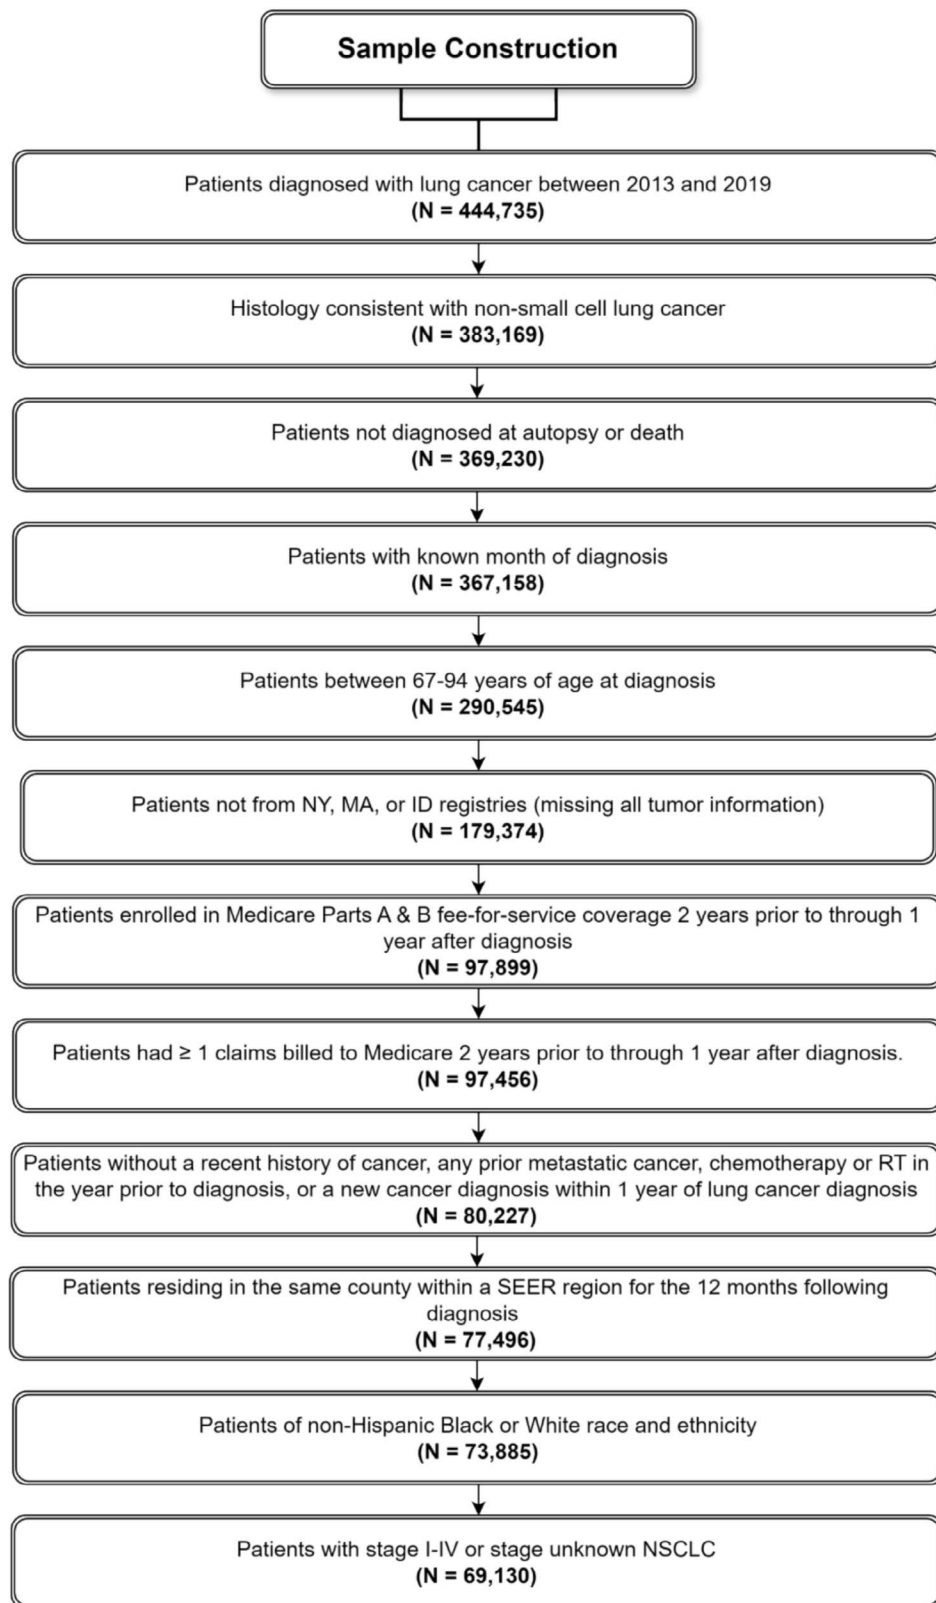 Sample Construction
Patients diagnosed with lung cancer between 2013 and 2019
(N = 444,735)
Histology consistent with non-small cell lung cancer
(N = 383,169)
Patients not diagnosed at autopsy or death
(N = 369,230)
Patients with known month of diagnosis
(N = 367,158)
Patients between 67-94 years of age at diagnosis
(N = 290,545)
Patients not from NY, MA, or ID registries (missing all tumor information)
(N = 179,374)
Patients enrolled in Medicare Parts A & B fee-for-service coverage 2 years prior to through 1
year after diagnosis
(N = 97,899)
Patients had ≥ 1 claims billed to Medicare 2 years prior to through 1 year after diagnosis.
(N = 97,456)
Patients without a recent history of cancer, any prior metastatic cancer, chemotherapy or RT in
the year prior to diagnosis, or a new cancer diagnosis within 1 year of lung cancer diagnosis
(N = 80,227)
Patients residing in the same county within a SEER region for the 12 months following
diagnosis
(N = 77,496)
Patients of non-Hispanic Black or White race and ethnicity
(N = 73,885)
Patients with stage I-IV or stage unknown NSCLC
(N = 69,130)